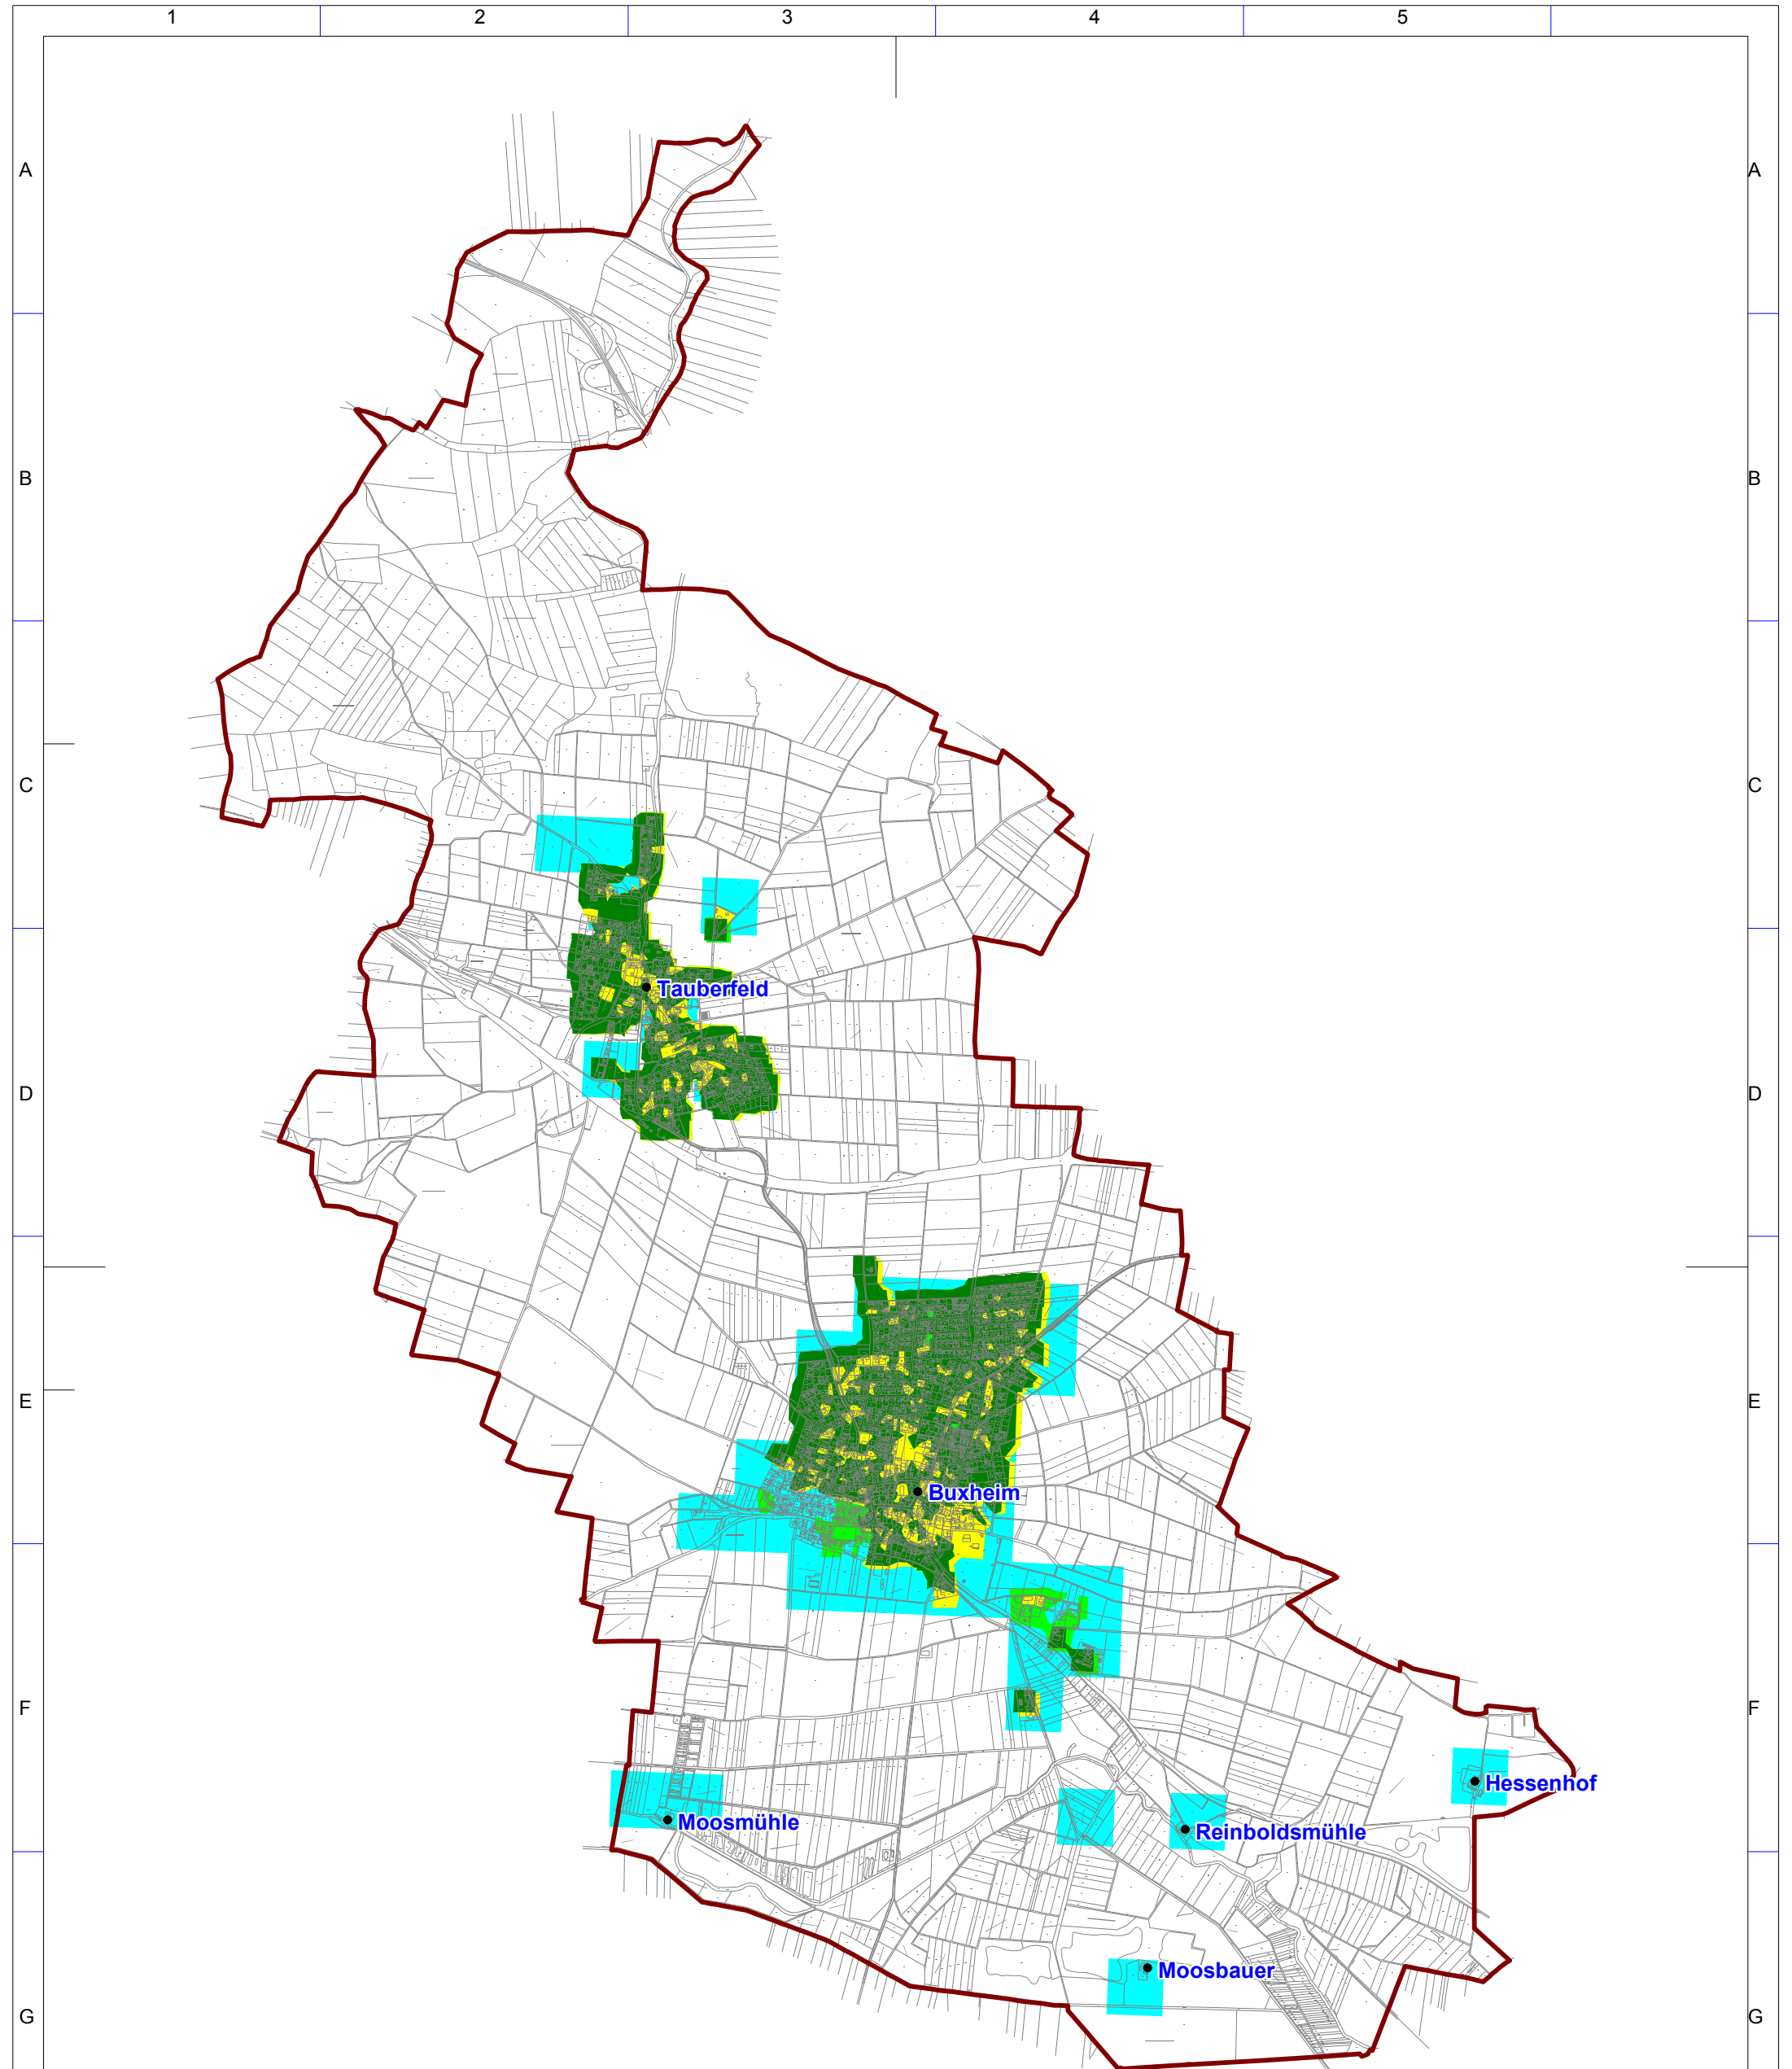 1 2 3 4 5
A A
B B
C C
Tauberfeld
D D
E E
Buxheim
F F
Hessenhof
Moosmühle
Reinboldsmühle
Moosbauer
G G